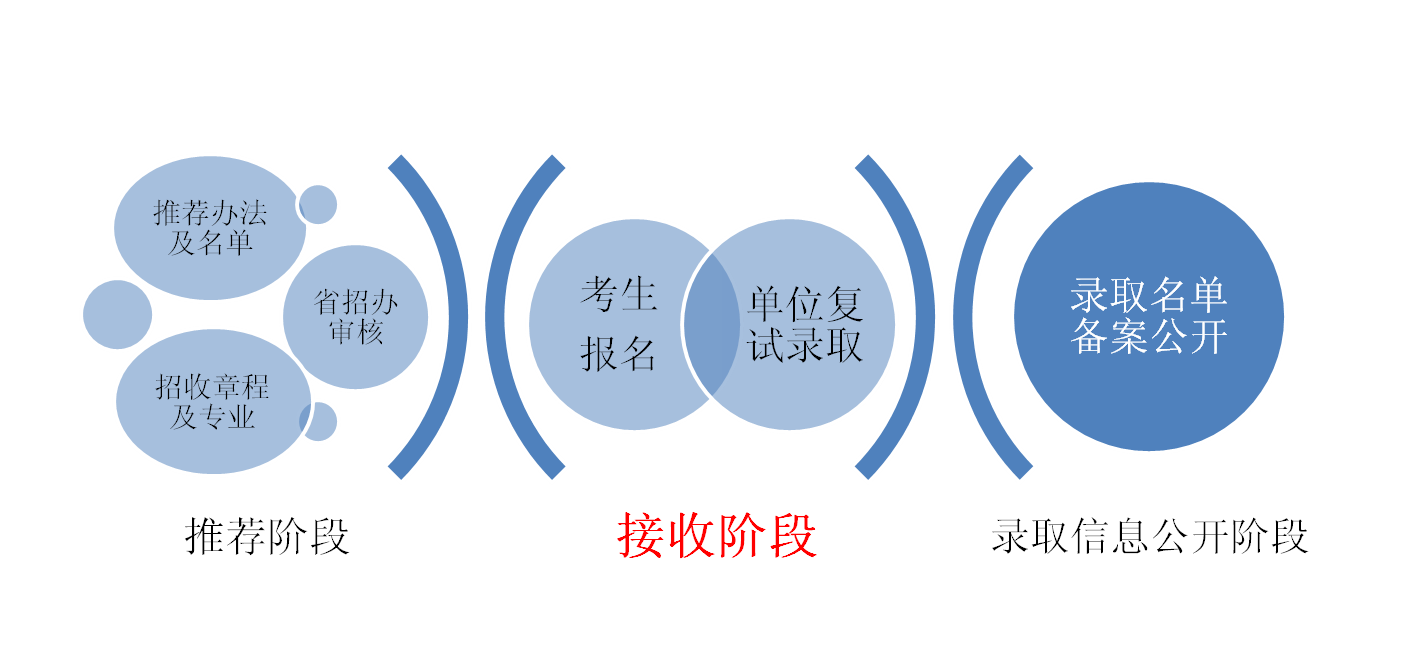 推荐办法
及名单
省招办
审核
招收章程
及专业
推荐阶段
考生
报名
单位复
试录取
接收阶段
录取名单
备案公开
录取信息公开阶段